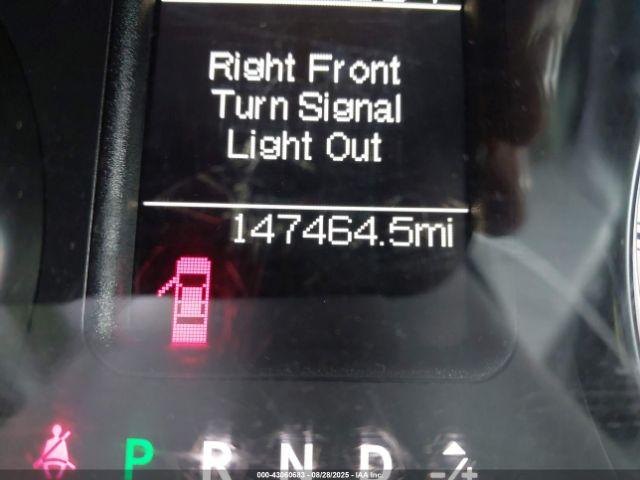 Right Front
Turn Signal
Light Out
147464.5mi
P R N D -/+
000-43060683 - 08/28/2025 - IAA Inc.